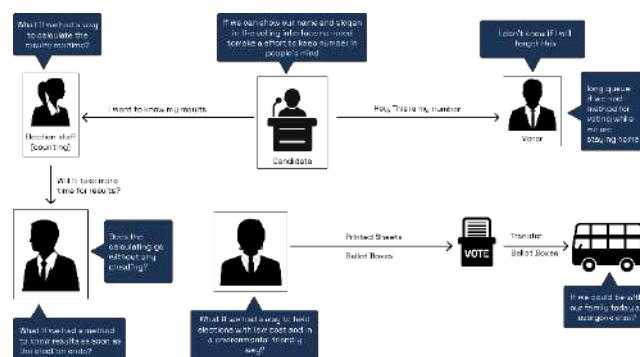 What if we had a way
to calculate the
results realtime?
If we can show our name and slogan
in the voting interface no need
to make a effort to keep number in
people's mind
I don't know if I will
forget this
long queue
if we had
method for
voting while
we are
staying home
I want to know my results
Hey, This is my number
Election staff
(counting)
Candidate
Voter
Will it take more
time for results?
Does the
calculating go
without any
cheating?
Printed Sheets
Ballot Boxes
VOTE
Transfer
Ballot Boxes
What if we had a method
to know results as soon as
the election ends?
What if we had a way to held
elections with low cost and in
a environmental friendly
way?
If we could be with
our family today as
everyone else?